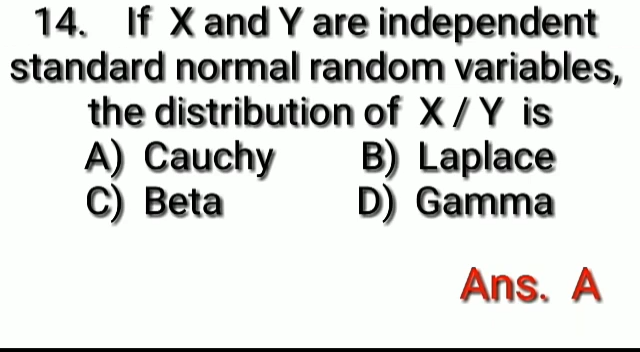 14. If X and Y are independent
standard normal random variables,
the distribution of X / Y is
A) Cauchy B) Laplace
C) Beta D) Gamma
Ans. A